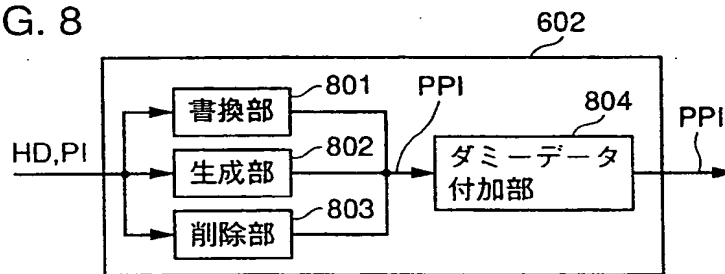 G. 8
602
801
書換部
PPI
804
PPI
HD,PI
802
生成部
ダミーデータ
付加部
803
削除部